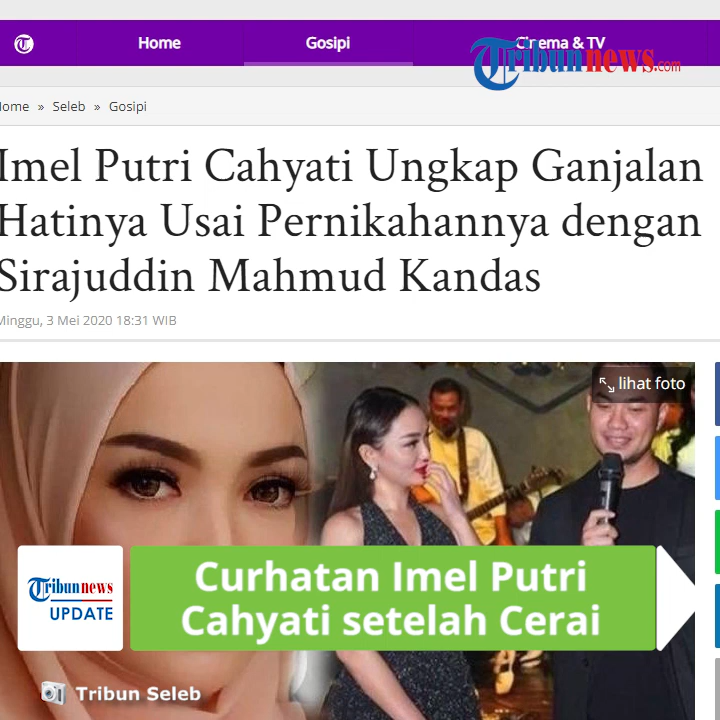 Home Gosipi Cinema & TV
Tribunnews.com
Home » Seleb » Gosipi
Imel Putri Cahyati Ungkap Ganjalan
Hatinya Usai Pernikahannya dengan
Sirajuddin Mahmud Kandas
Minggu, 3 Mei 2020 18:31 WIB
lihat foto
Tribunnews
UPDATE
Curhatan Imel Putri
Cahyati setelah Cerai
Tribun Seleb